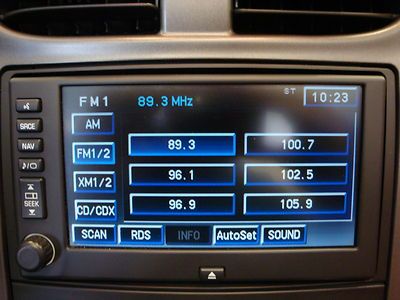 FM1 89.3 MHz ST 10:23
SRCE
NAV
SEEK
AM
FM1/2
XM1/2
CD/CDX
89.3 100.7
96.1 102.5
96.9 105.9
SCAN RDS INFO AutoSet SOUND